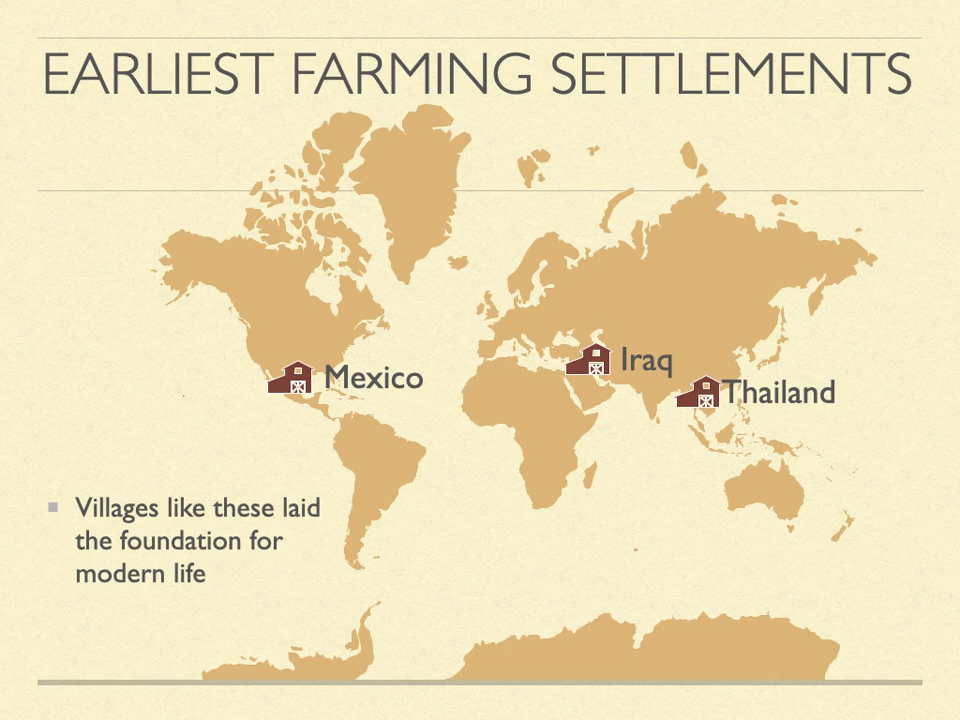 EARLIEST FARMING SETTLEMENTS
Iraq
Mexico
Thailand
Villages like these laid
the foundation for
modern life